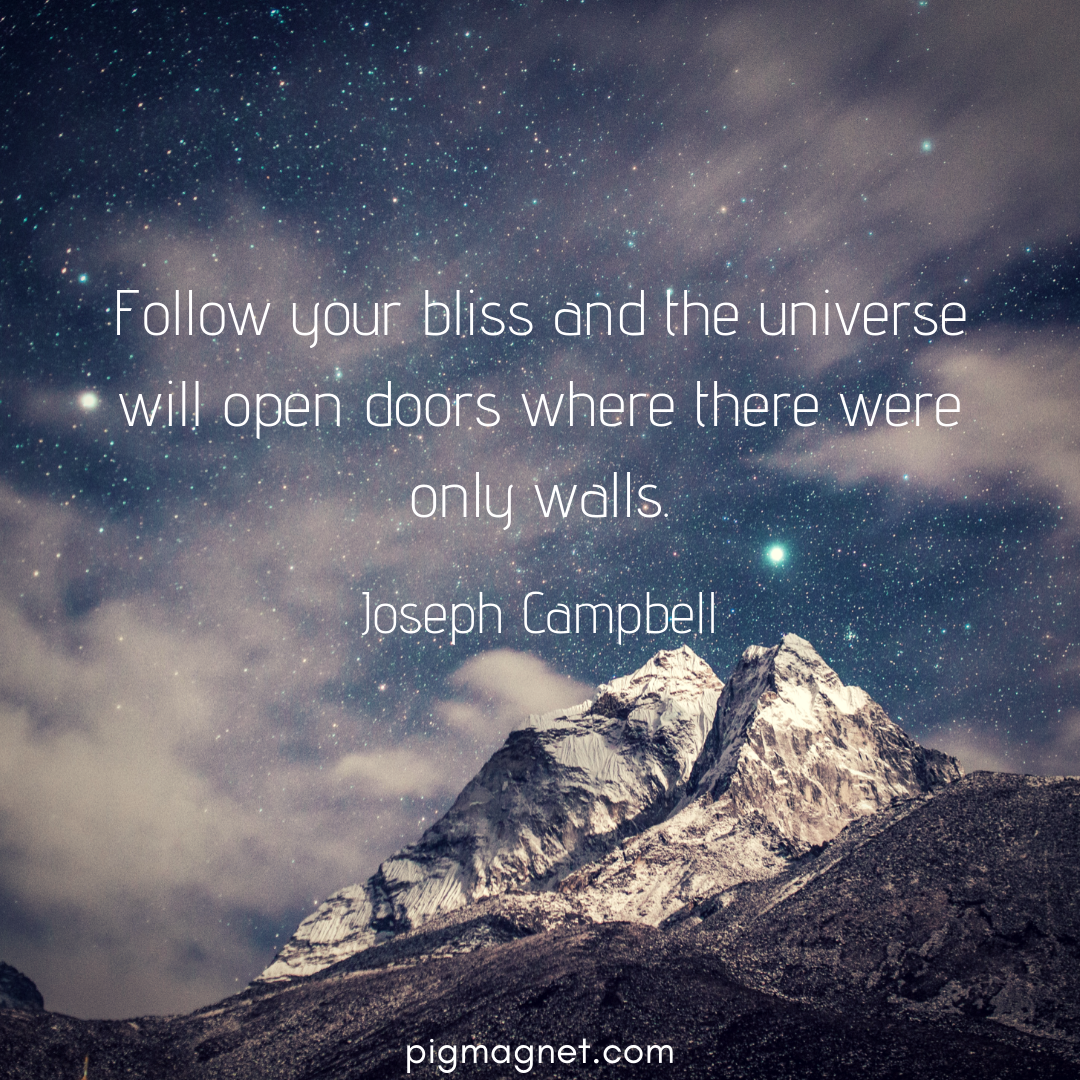 Follow your bliss and the universe
will open doors where there were
only walls.
Joseph Campbell
pigmagnet.com